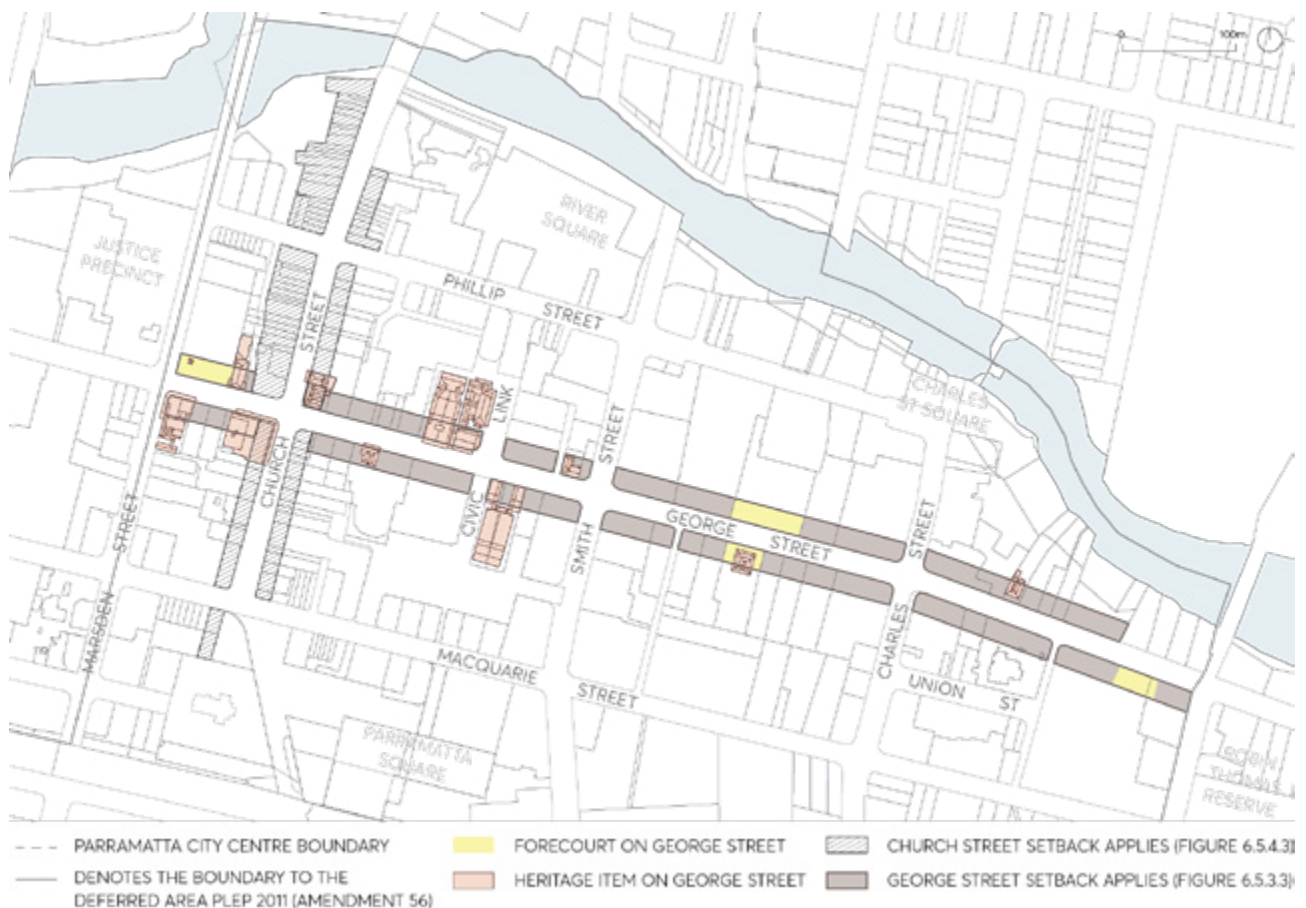 0 100m
RIVER
SQUARE
JUSTICE
PRECINCT
PHILLIP STREET
STREET
LINK
STREET
CHARLES
ST SQUARE
CHURCH
STREET
CIVIC
SMITH
GEORGE STREET
STREET
MARSDEN
CHARLES
MACQUARIE STREET
UNION ST
PARRAMATTA
SQUARE
ROBIN
THOMAS
RESERVE
PARRAMATTA CITY CENTRE BOUNDARY
DENOTES THE BOUNDARY TO THE
DEFERRED AREA PLEP 2011 (AMENDMENT 56)
FORECOURT ON GEORGE STREET
HERITAGE ITEM ON GEORGE STREET
CHURCH STREET SETBACK APPLIES (FIGURE 6.5.4.3)
GEORGE STREET SETBACK APPLIES (FIGURE 6.5.3.3)